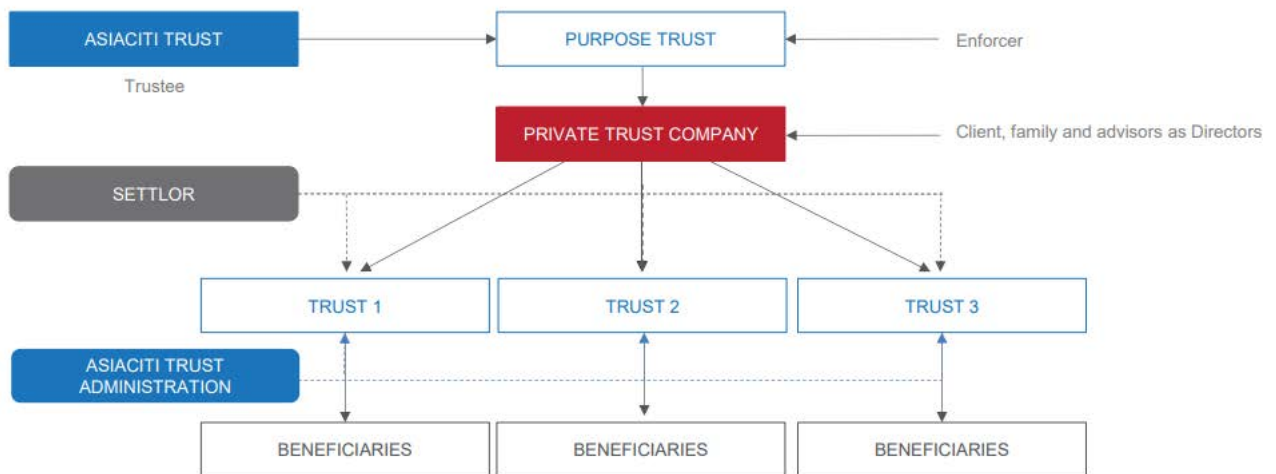 ASIACITI TRUST
PURPOSE TRUST
Enforcer
Trustee
PRIVATE TRUST COMPANY
Client, family and advisors as Directors
SETTLOR
TRUST 1
TRUST 2
TRUST 3
ASIACITI TRUST
ADMINISTRATION
BENEFICIARIES
BENEFICIARIES
BENEFICIARIES